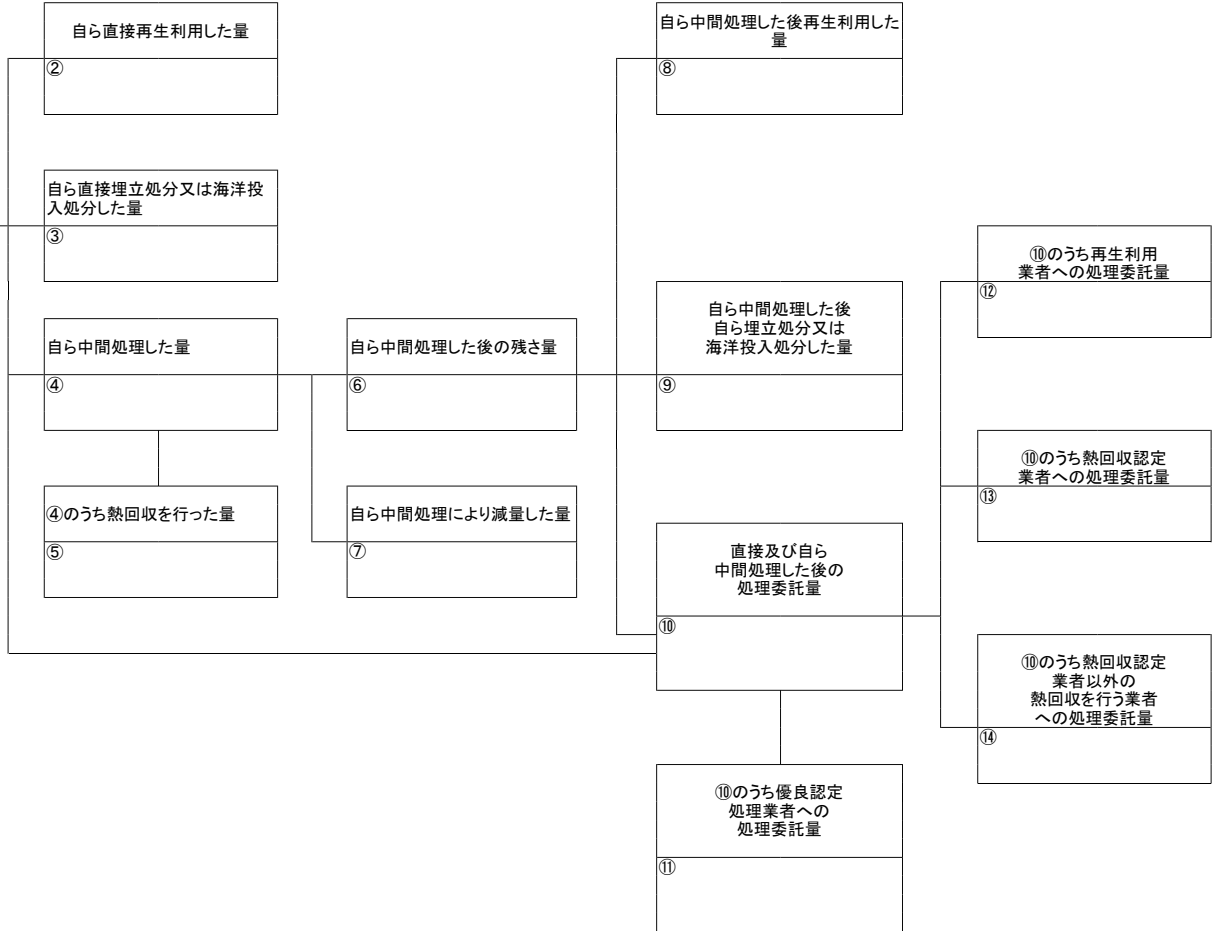 自ら直接再生利用した量
②
自ら直接埋立処分又は海洋投
入処分した量
③
自ら中間処理した量
④
④のうち熱回収を行った量
⑤
自ら中間処理した後の残さ量
⑥
自ら中間処理により減量した量
⑦
自ら中間処理した後再生利用した
量
⑧
自ら中間処理した後
自ら埋立処分又は
海洋投入処分した量
⑨
直接及び自ら
中間処理した後の
処理委託量
⑩
⑩のうち優良認定
処理業者への
処理委託量
⑪
⑩のうち再生利用
業者への処理委託量
⑫
⑩のうち熱回収認定
業者への処理委託量
⑬
⑩のうち熱回収認定
業者以外の
熱回収を行う業者
への処理委託量
⑭